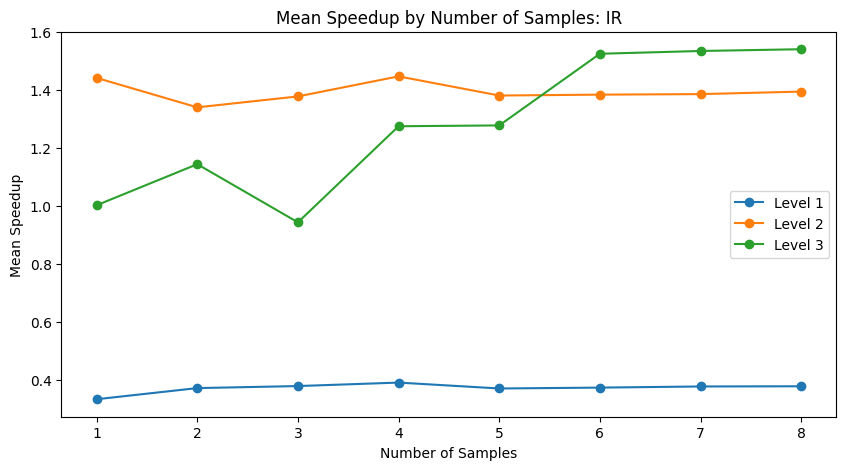 Mean Speedup by Number of Samples: IR
1.6
1.4
1.2
1.0
0.8
0.6
0.4
Mean Speedup
Level 1
Level 2
Level 3
1 2 3 4 5 6 7 8
Number of Samples